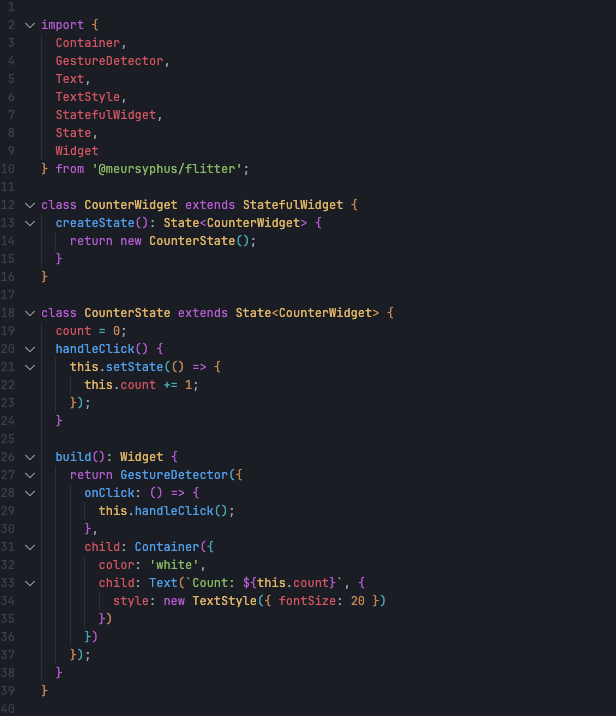 1
2 import {
3   Container,
4   GestureDetector,
5   Text,
6   TextStyle,
7   StatefulWidget,
8   State,
9   Widget
10 } from '@meursyphus/flitter';
11
12 class CounterWidget extends StatefulWidget {
13   createState(): State<CounterWidget> {
14     return new CounterState();
15   }
16 }
17
18 class CounterState extends State<CounterWidget> {
19   count = 0;
20   handleClick() {
21     this.setState(() => {
22       this.count += 1;
23     });
24   }
25
26   build(): Widget {
27     return GestureDetector({
28       onClick: () => {
29         this.handleClick();
30       },
31       child: Container({
32         color: 'white',
33         child: Text(`Count: ${this.count}`, {
34           style: new TextStyle({ fontSize: 20 })
35         })
36       })
37     });
38   }
39 }
40